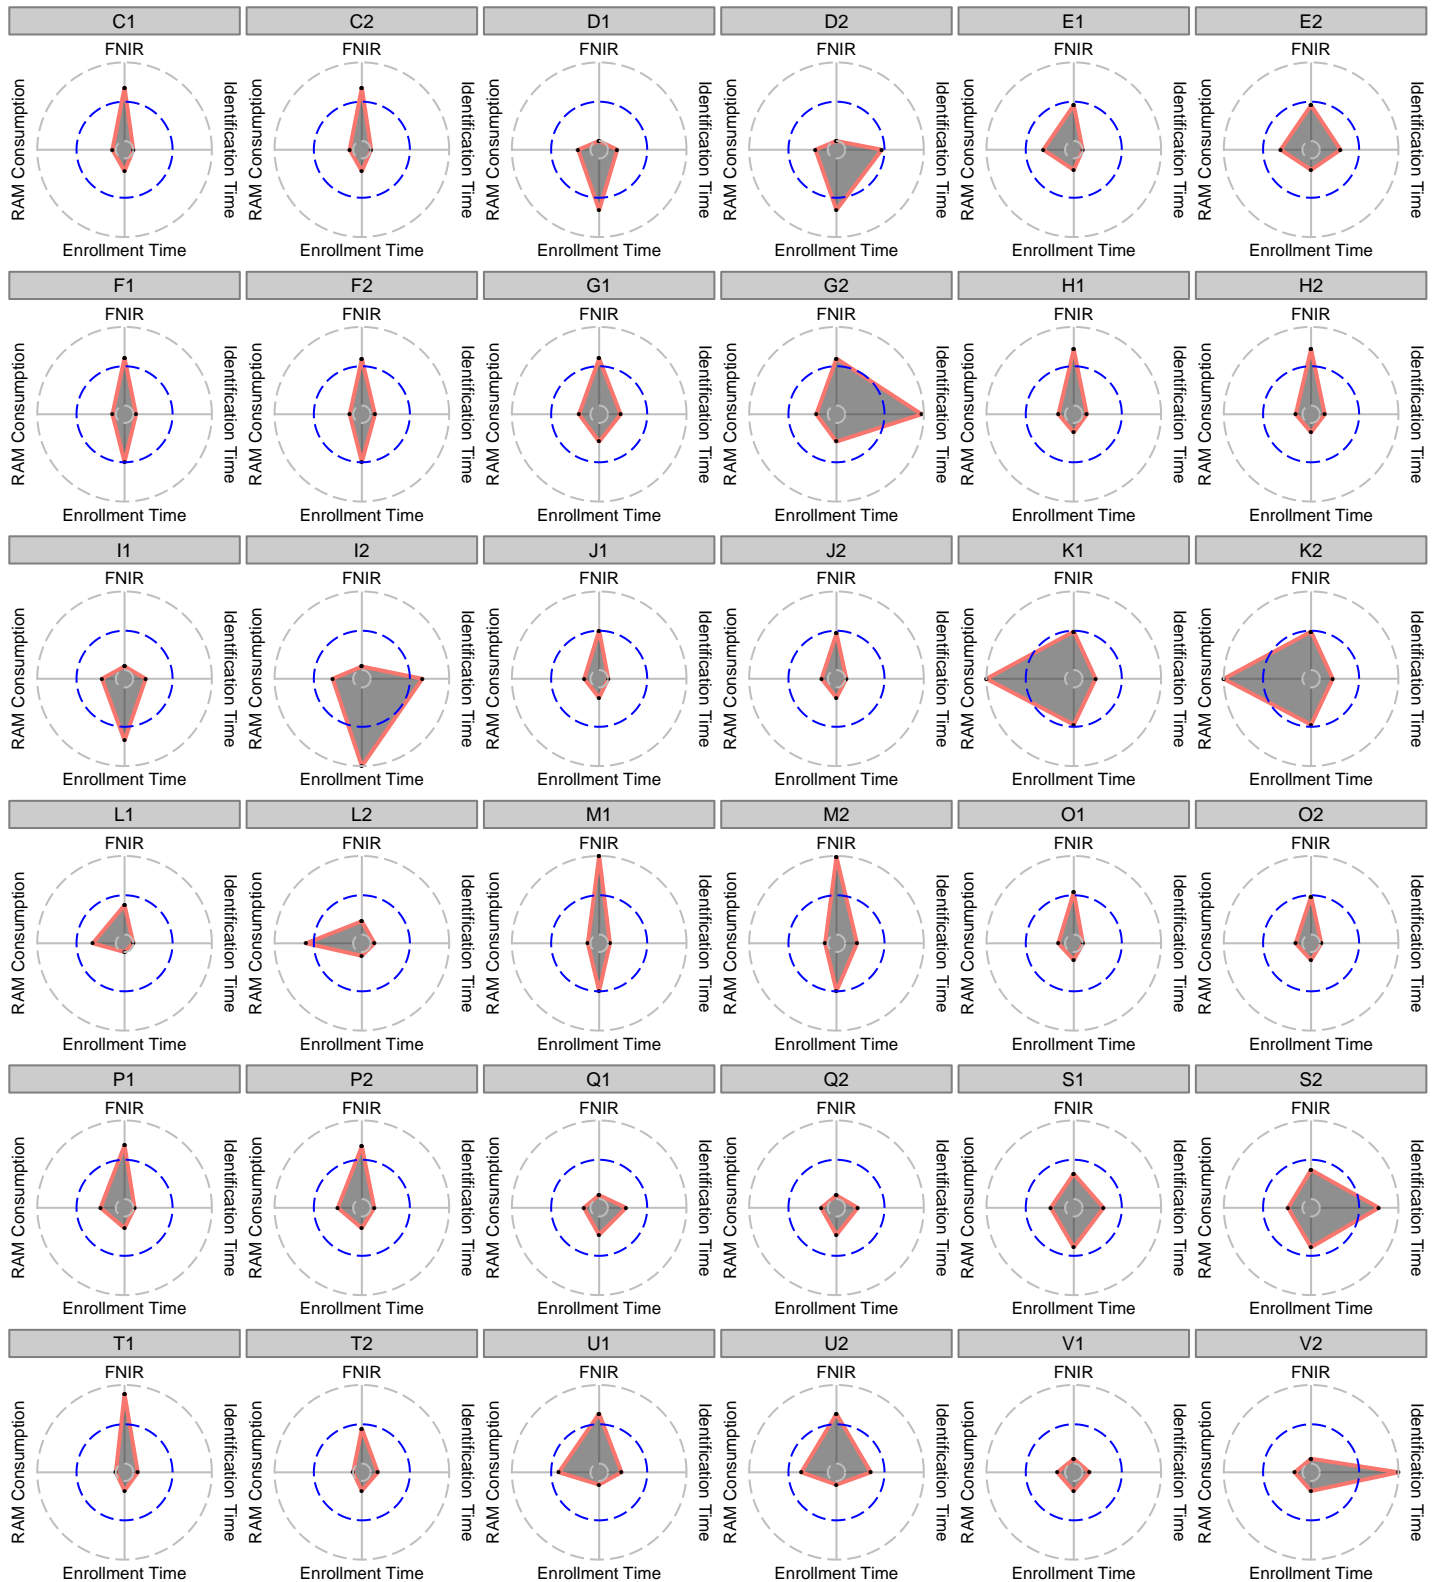 C1 C2 D1 D2 E1 E2
FNIR FNIR FNIR FNIR FNIR FNIR
RAM Consumption Identification Time RAM Consumption Identification Time RAM Consumption Identification Time RAM Consumption Identification Time RAM Consumption Identification Time RAM Consumption Identification Time
Enrollment Time Enrollment Time Enrollment Time Enrollment Time Enrollment Time Enrollment Time
F1 F2 G1 G2 H1 H2
FNIR FNIR FNIR FNIR FNIR FNIR
RAM Consumption Identification Time RAM Consumption Identification Time RAM Consumption Identification Time RAM Consumption Identification Time RAM Consumption Identification Time RAM Consumption Identification Time
Enrollment Time Enrollment Time Enrollment Time Enrollment Time Enrollment Time Enrollment Time
I1 I2 J1 J2 K1 K2
FNIR FNIR FNIR FNIR FNIR FNIR
RAM Consumption Identification Time RAM Consumption Identification Time RAM Consumption Identification Time RAM Consumption Identification Time RAM Consumption Identification Time RAM Consumption Identification Time
Enrollment Time Enrollment Time Enrollment Time Enrollment Time Enrollment Time Enrollment Time
L1 L2 M1 M2 O1 O2
FNIR FNIR FNIR FNIR FNIR FNIR
RAM Consumption Identification Time RAM Consumption Identification Time RAM Consumption Identification Time RAM Consumption Identification Time RAM Consumption Identification Time RAM Consumption Identification Time
Enrollment Time Enrollment Time Enrollment Time Enrollment Time Enrollment Time Enrollment Time
P1 P2 Q1 Q2 S1 S2
FNIR FNIR FNIR FNIR FNIR FNIR
RAM Consumption Identification Time RAM Consumption Identification Time RAM Consumption Identification Time RAM Consumption Identification Time RAM Consumption Identification Time RAM Consumption Identification Time
Enrollment Time Enrollment Time Enrollment Time Enrollment Time Enrollment Time Enrollment Time
T1 T2 U1 U2 V1 V2
FNIR FNIR FNIR FNIR FNIR FNIR
RAM Consumption Identification Time RAM Consumption Identification Time RAM Consumption Identification Time RAM Consumption Identification Time RAM Consumption Identification Time RAM Consumption Identification Time
Enrollment Time Enrollment Time Enrollment Time Enrollment Time Enrollment Time Enrollment Time